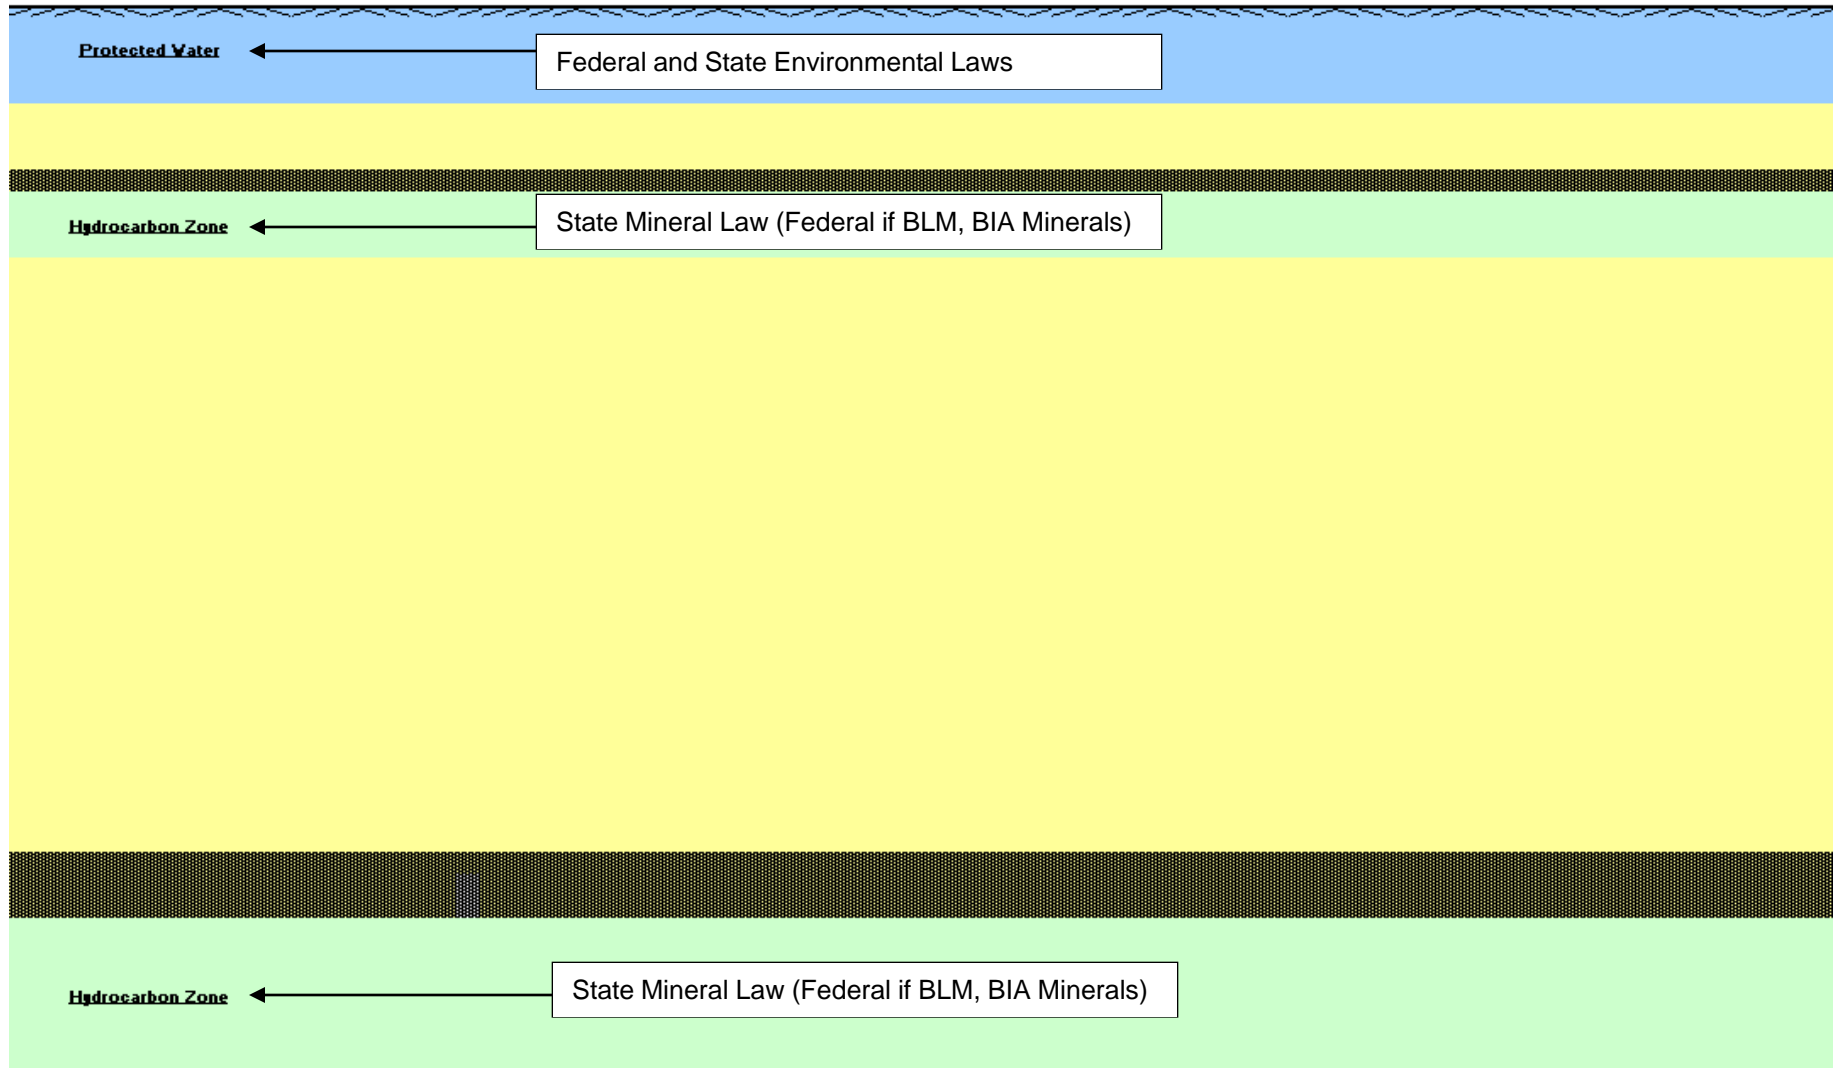 Protected Water
Federal and State Environmental Laws
Hydrocarbon Zone
State Mineral Law (Federal if BLM, BIA Minerals)
Hydrocarbon Zone
State Mineral Law (Federal if BLM, BIA Minerals)